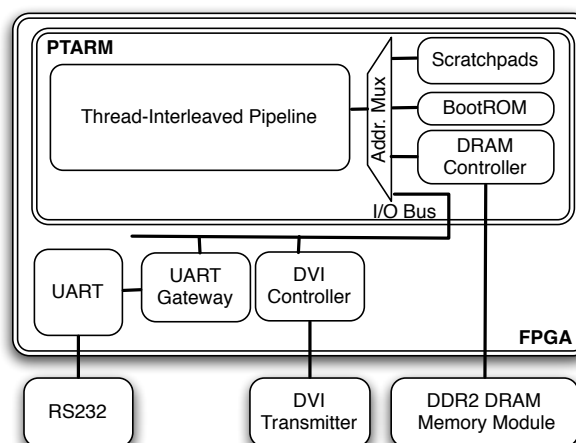 PTARM
Thread-Interleaved Pipeline
Addr. Mux
Scratchpads
BootROM
DRAM
Controller
I/O Bus
UART
UART
Gateway
DVI
Controller
FPGA
RS232
DVI
Transmitter
DDR2 DRAM
Memory Module